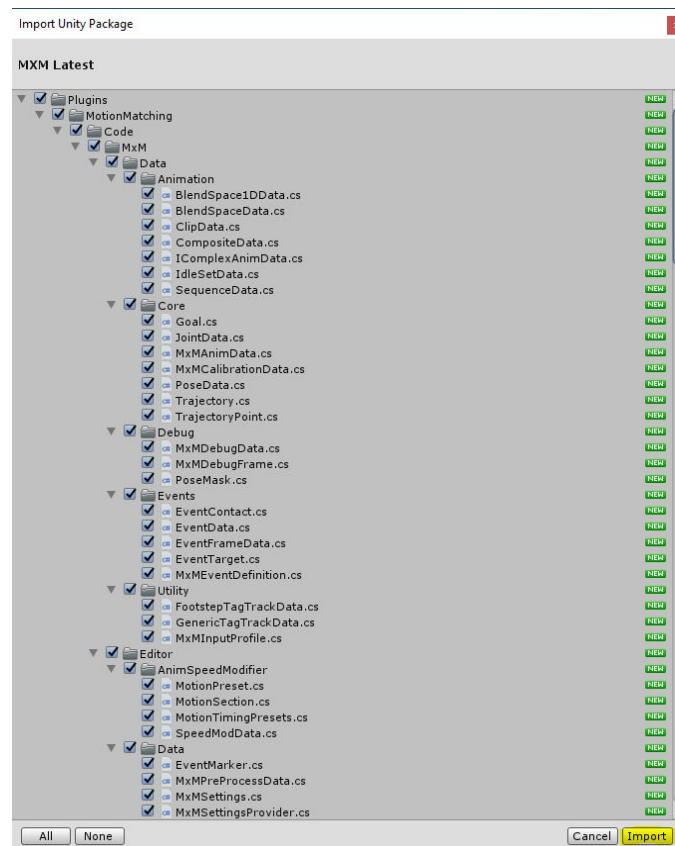 Import Unity Package
MXM Latest
Plugins NEW
MotionMatching NEW
Code NEW
MxM NEW
Data NEW
Animation NEW
BlendSpace1DData.cs NEW
BlendSpaceData.cs NEW
ClipData.cs NEW
CompositeData.cs NEW
IComplexAnimData.cs NEW
IdleSetData.cs NEW
SequenceData.cs NEW
Core NEW
Goal.cs NEW
JointData.cs NEW
MxMAnimData.cs NEW
MxMCalibrationData.cs NEW
PoseData.cs NEW
Trajectory.cs NEW
TrajectoryPoint.cs NEW
Debug NEW
MxMDebugData.cs NEW
MxMDebugFrame.cs NEW
PoseMask.cs NEW
Events NEW
EventContact.cs NEW
EventData.cs NEW
EventFrameData.cs NEW
EventTarget.cs NEW
MxMEventDefinition.cs NEW
Utility NEW
FootstepTagTrackData.cs NEW
GenericTagTrackData.cs NEW
MxMInputProfile.cs NEW
Editor NEW
AnimSpeedModifier NEW
MotionPreset.cs NEW
MotionSection.cs NEW
MotionTimingPresets.cs NEW
SpeedModData.cs NEW
Data NEW
EventMarker.cs NEW
MxMPreProcessData.cs NEW
MxMSettings.cs NEW
MxMSettingsProvider.cs NEW
All None Cancel Import